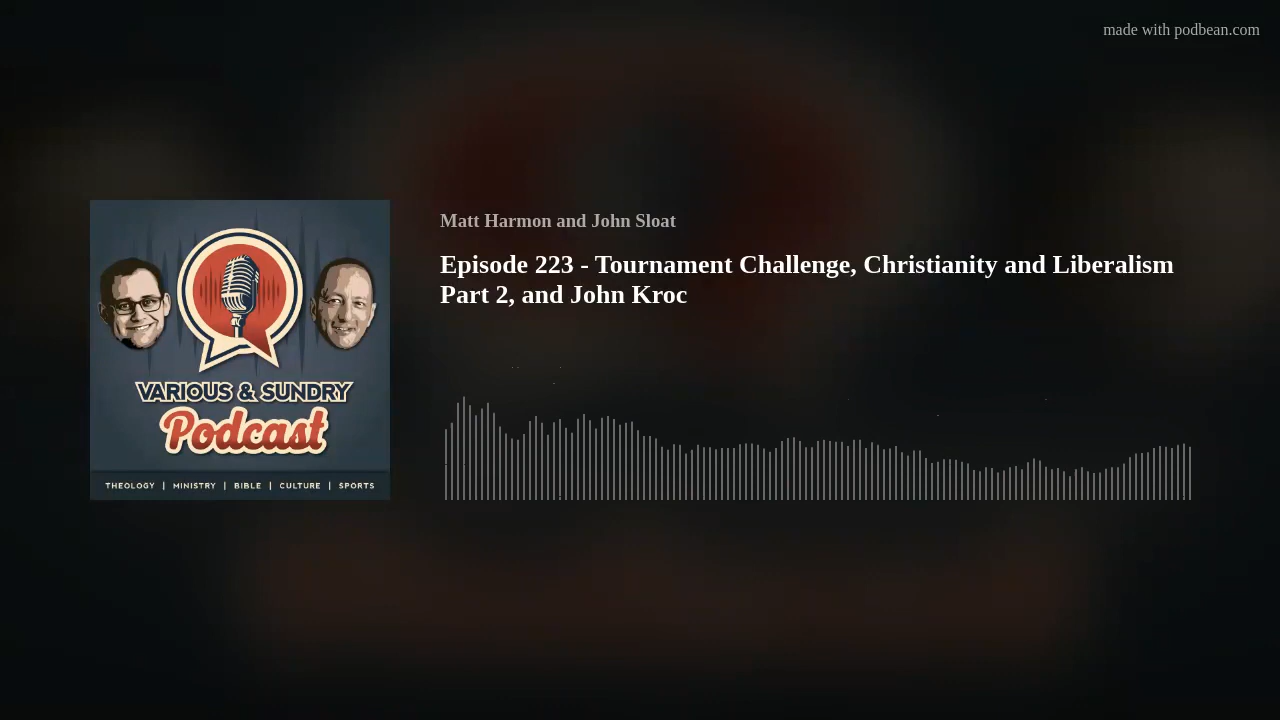 made with podbean.com
Matt Harmon and John Sloat
Episode 223 - Tournament Challenge, Christianity and Liberalism
Part 2, and John Kroc
VARIOUS & SUNDRY
Podcast
THEOLOGY | MINISTRY | BIBLE | CULTURE | SPORTS